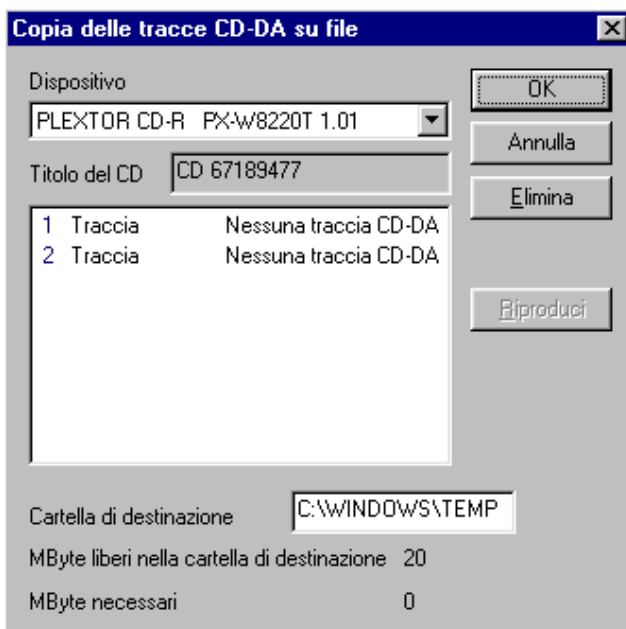 Copia delle tracce CD-DA su file
Dispositivo
PLEXTOR CD-R PX-W8220T 1.01
OK
Annulla
Titolo del CD CD 67189477
Elimina
1 Traccia Nessuna traccia CD-DA
2 Traccia Nessuna traccia CD-DA
Riproduci
Cartella di destinazione C:\WINDOWS\TEMP
MByte liberi nella cartella di destinazione 20
MByte necessari 0